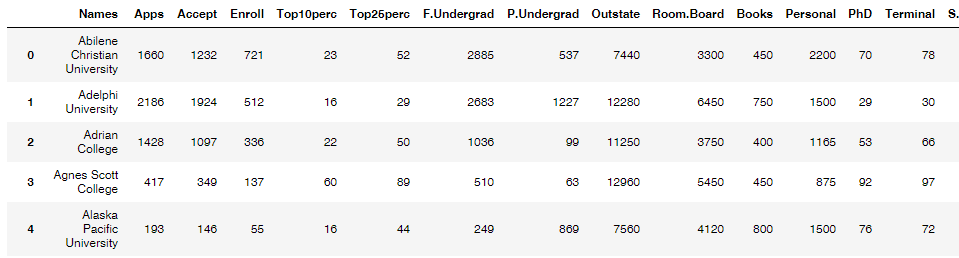 Names Apps Accept Enroll Top10perc Top25perc F.Undergrad P.Undergrad Outstate Room.Board Books Personal PhD Terminal S.
0 Abilene Christian University 1660 1232 721 23 52 2885 537 7440 3300 450 2200 70 78
1 Adelphi University 2186 1924 512 16 29 2683 1227 12280 6450 750 1500 29 30
2 Adrian College 1428 1097 336 22 50 1036 99 11250 3750 400 1165 53 66
3 Agnes Scott College 417 349 137 60 89 510 63 12960 5450 450 875 92 97
4 Alaska Pacific University 193 146 55 16 44 249 869 7560 4120 800 1500 76 72